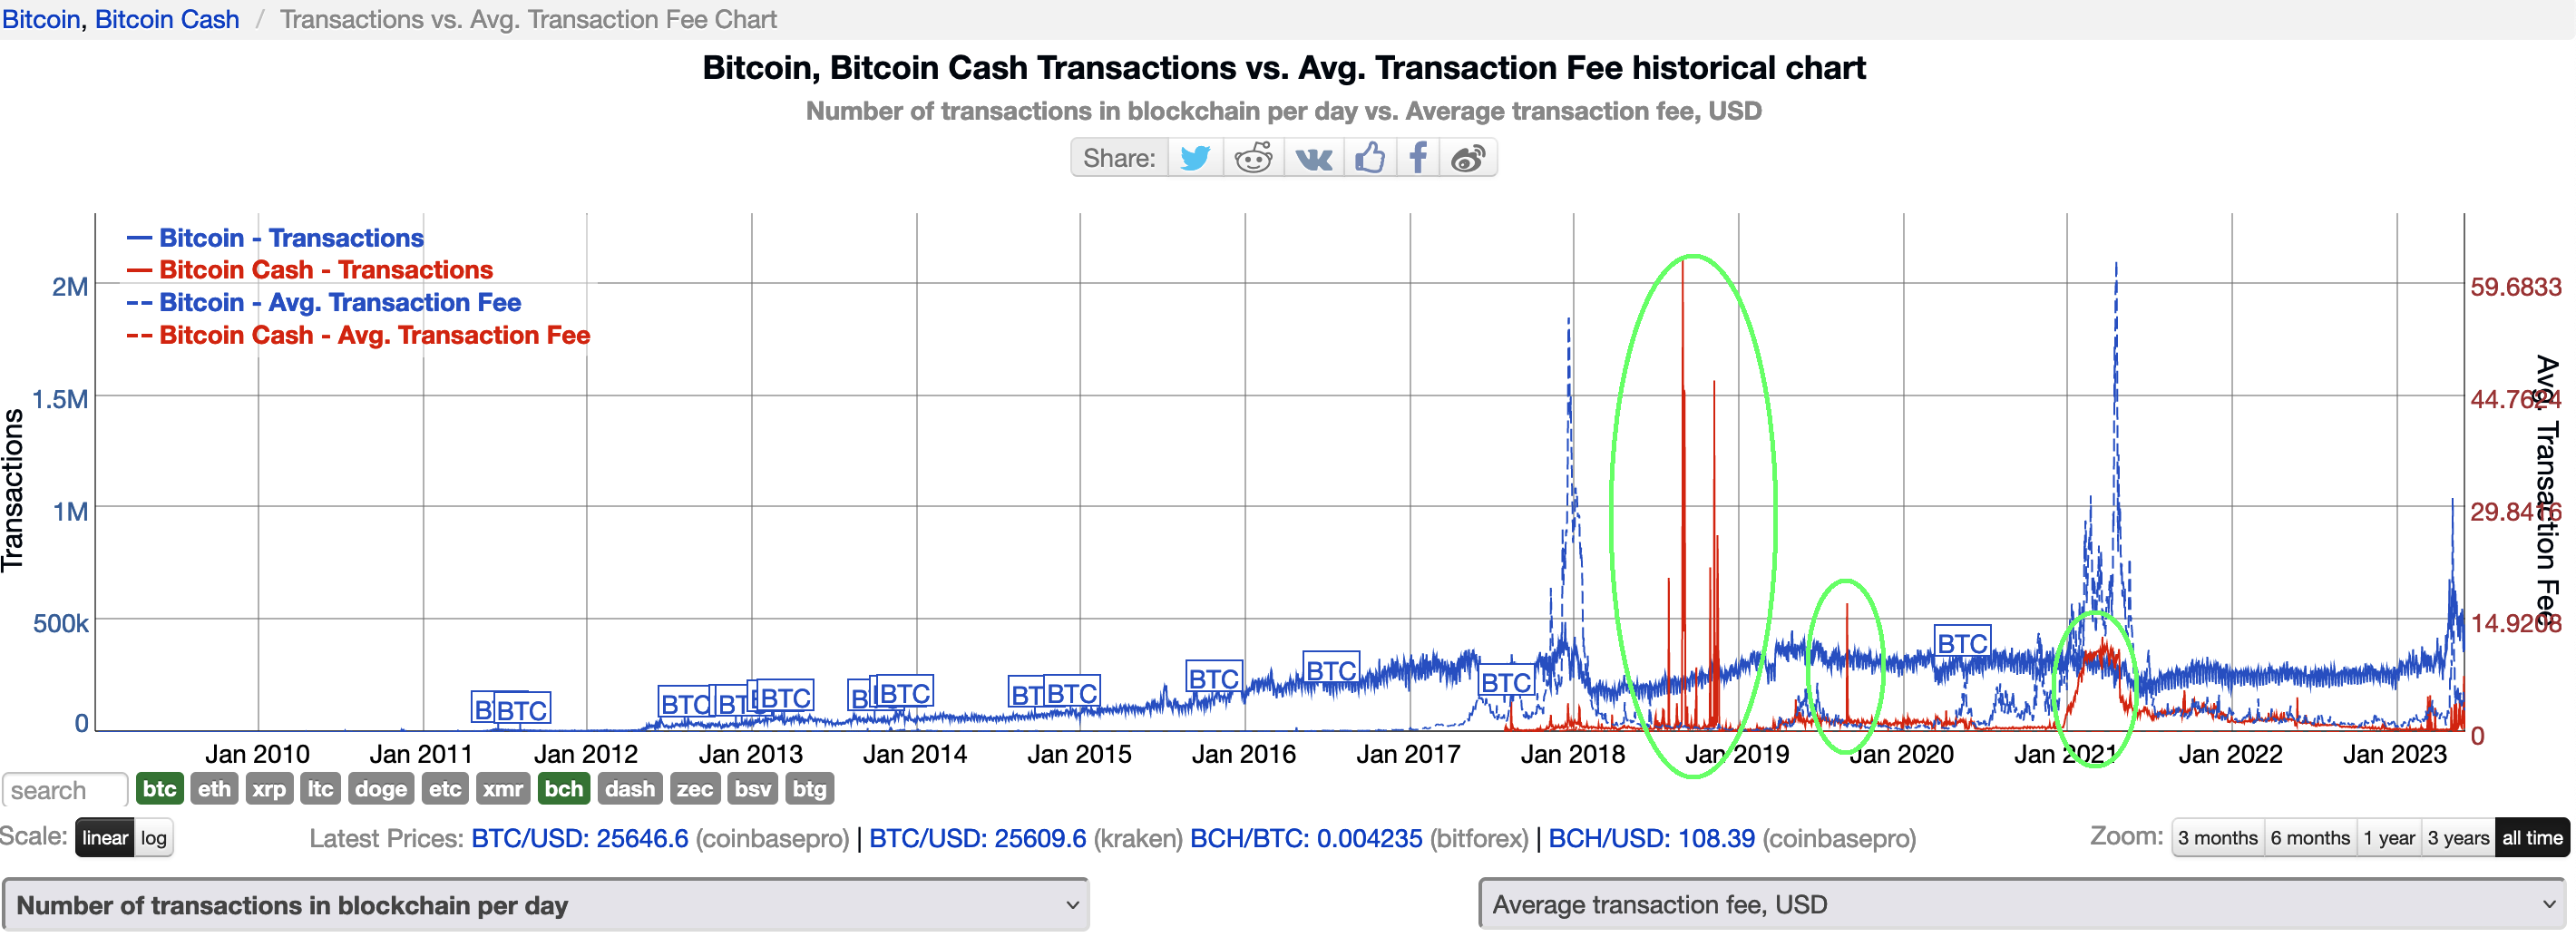 Bitcoin, Bitcoin Cash / Transactions vs. Avg. Transaction Fee Chart
Bitcoin, Bitcoin Cash Transactions vs. Avg. Transaction Fee historical chart
Number of transactions in blockchain per day vs. Average transaction fee, USD
Share:
Bitcoin - Transactions
Bitcoin Cash - Transactions
Bitcoin - Avg. Transaction Fee
Bitcoin Cash - Avg. Transaction Fee
Transactions
2M
1.5M
1M
500k
0
59.6833
44.7624
29.8416
14.9208
0
Avg. Transaction Fee
B BTC
BTC BT BTC
B BTC
BT BTC
BTC
BTC
BTC
BTC
Jan 2010 Jan 2011 Jan 2012 Jan 2013 Jan 2014 Jan 2015 Jan 2016 Jan 2017 Jan 2018 Jan 2019 Jan 2020 Jan 2021 Jan 2022 Jan 2023
search btc eth xrp ltc doge etc xmr bch dash zec bsv btg
Scale: linear log
Latest Prices: BTC/USD: 25646.6 (coinbasepro) | BTC/USD: 25609.6 (kraken) BCH/BTC: 0.004235 (bitforex) | BCH/USD: 108.39 (coinbasepro)
Zoom: 3 months 6 months 1 year 3 years all time
Number of transactions in blockchain per day
Average transaction fee, USD